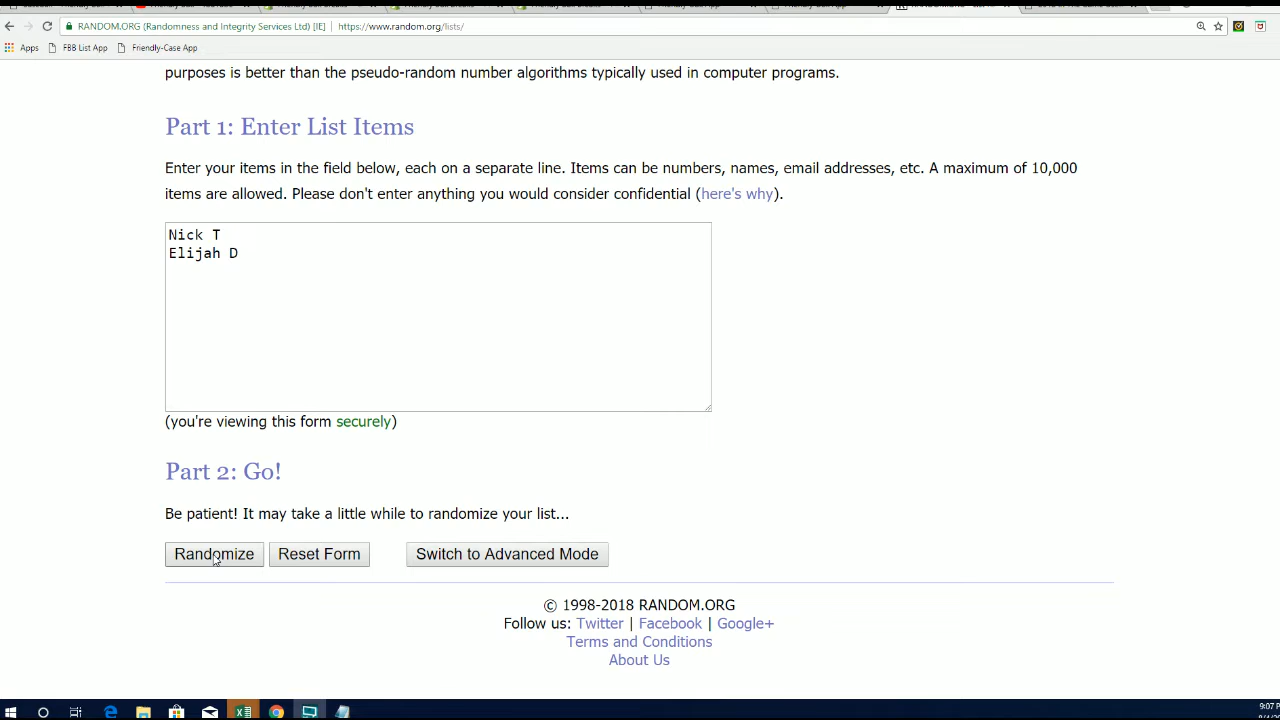 RANDOM.ORG (Randomness and Integrity Services Ltd) [IE] | https://www.random.org/lists/
Apps FBB List App Friendly-Case App
purposes is better than the pseudo-random number algorithms typically used in computer programs.
Part 1: Enter List Items
Enter your items in the field below, each on a separate line. Items can be numbers, names, email addresses, etc. A maximum of 10,000
items are allowed. Please don't enter anything you would consider confidential (here's why).
Nick T
Elijah D
(you're viewing this form securely)
Part 2: Go!
Be patient! It may take a little while to randomize your list...
Randomize Reset Form Switch to Advanced Mode
© 1998-2018 RANDOM.ORG
Follow us: Twitter | Facebook | Google+
Terms and Conditions
About Us
9:07 P